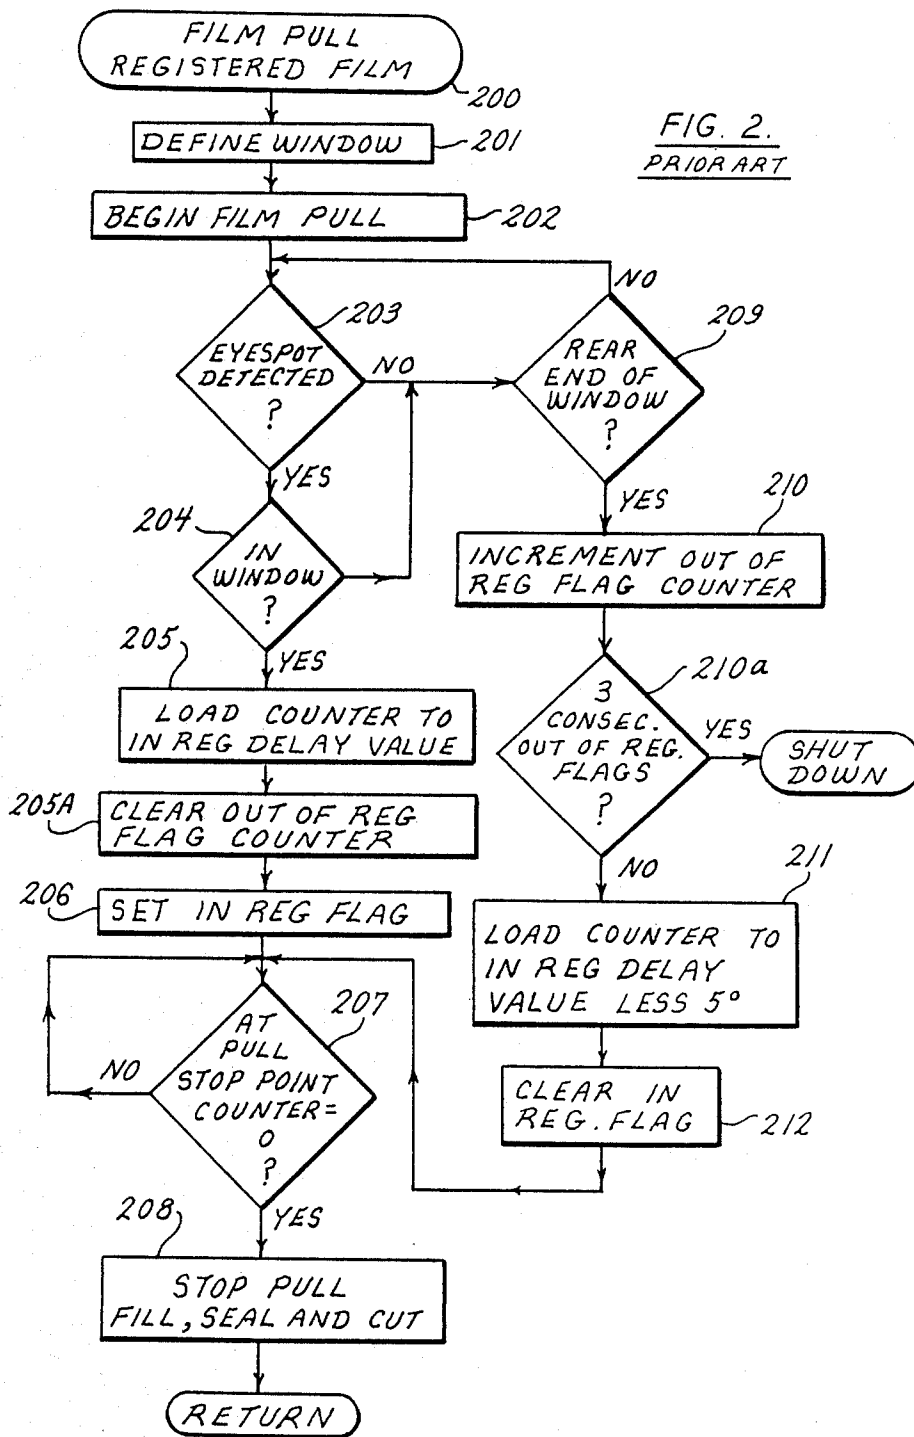 FILM PULL
REGISTERED FILM
200
FIG. 2.
PRIOR ART
DEFINE WINDOW
201
BEGIN FILM PULL
202
NO
203
209
EYESPOT
DETECTED
?
NO
REAR
END OF
WINDOW
?
YES
YES
204
210
IN
WINDOW
?
INCREMENT OUT OF
REG FLAG COUNTER
205
YES
210a
LOAD COUNTER TO
IN REG DELAY VALUE
3
CONSEC.
OUT OF REG.
FLAGS
?
YES
SHUT
DOWN
205A
CLEAR OUT OF REG
FLAG COUNTER
NO
211
206
SET IN REG FLAG
LOAD COUNTER TO
IN REG DELAY
VALUE LESS 5°
207
AT
PULL
STOP POINT
COUNTER=
0
?
NO
CLEAR IN
REG. FLAG
212
208
YES
STOP PULL
FILL, SEAL AND CUT
RETURN